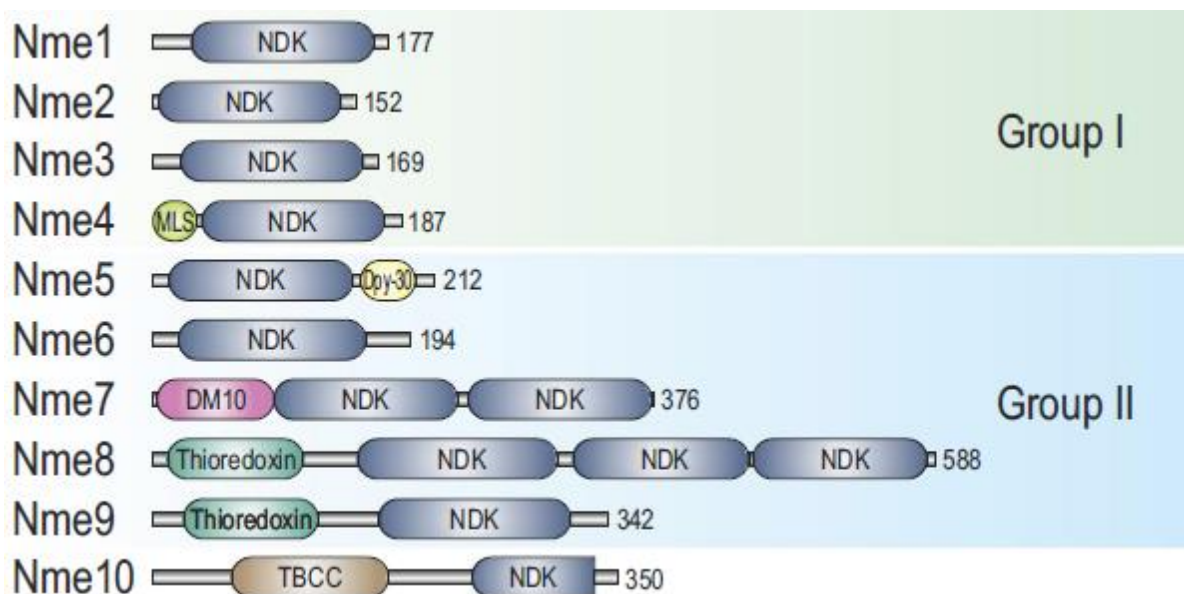 Nme1 NDK 177
Nme2 NDK 152
Group I
Nme3 NDK 169
Nme4 MLS NDK 187
Nme5 NDK Dpy-30 212
Nme6 NDK 194
Nme7 DM10 NDK NDK 376
Group II
Nme8 Thioredoxin NDK NDK NDK 588
Nme9 Thioredoxin NDK 342
Nme10 TBCC NDK 350